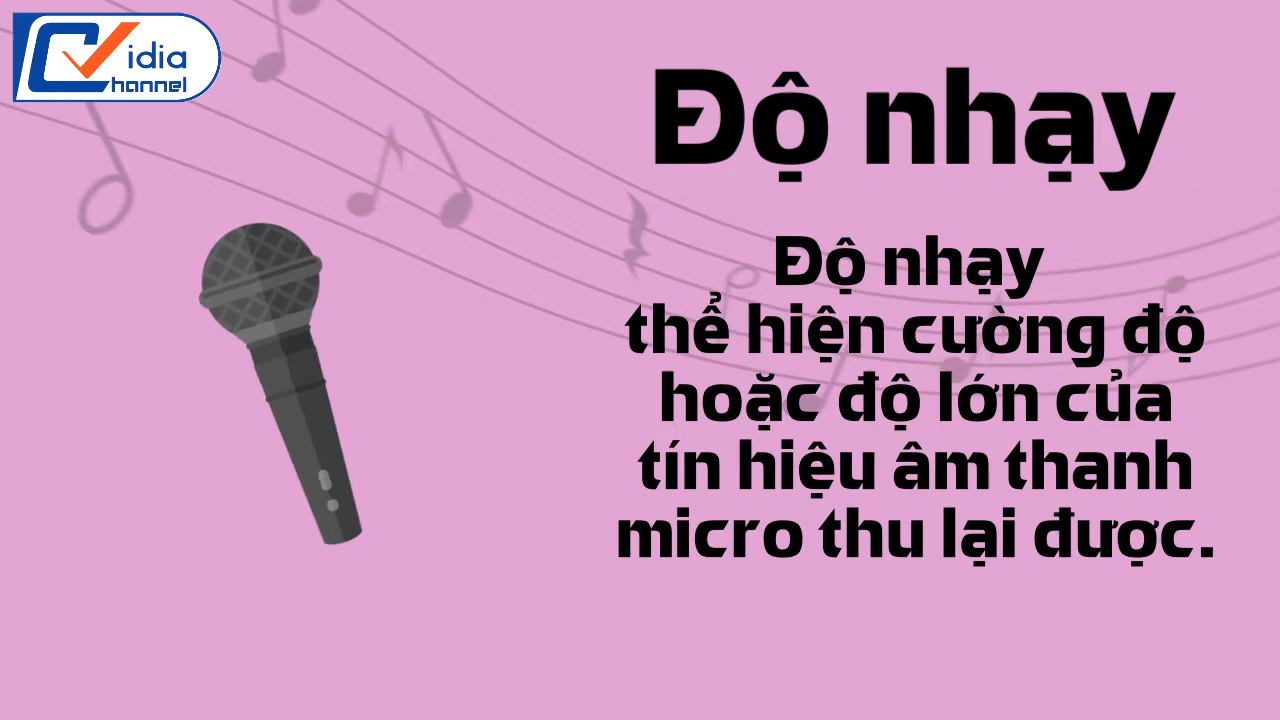 Vidia
Channel
Độ nhạy
Độ nhạy
thể hiện cường độ
hoặc độ lớn của
tín hiệu âm thanh
micro thu lại được.